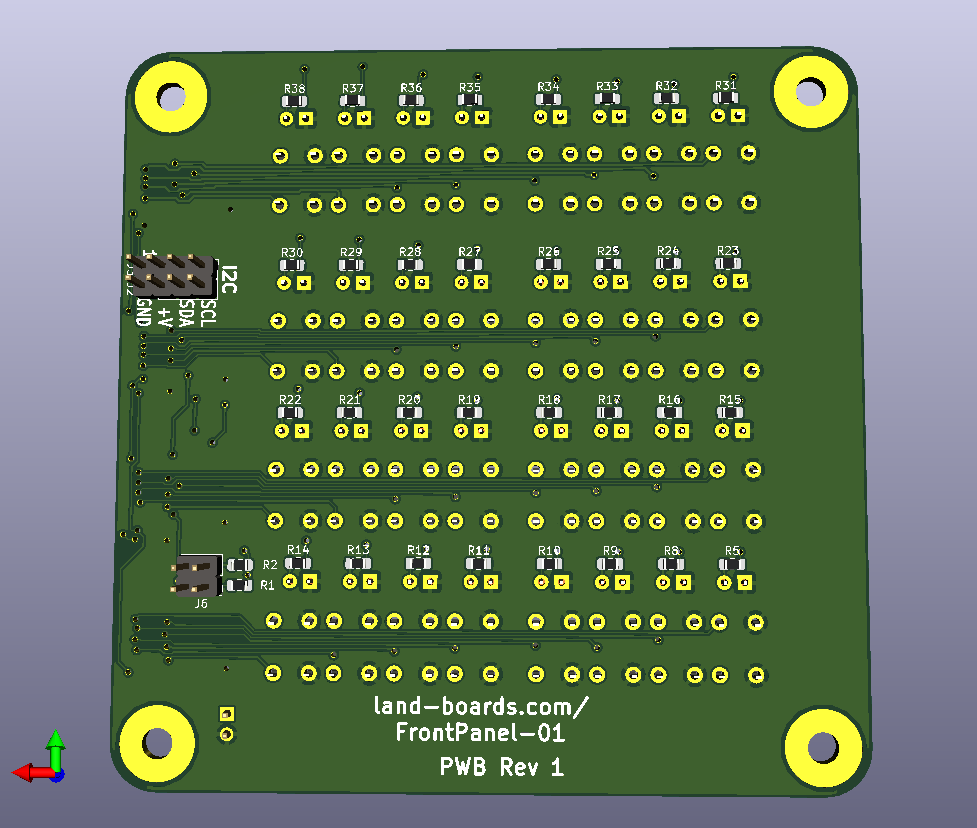 R38 R37 R36 R35 R34 R33 R32 R31
R30 R29 R28 R27 R26 R25 R24 R23
1
I2C
GND
+V
SDA
SCL
R22 R21 R20 R19 R18 R17 R16 R15
R14 R13 R12 R11 R10 R9 R8 R5
R2
R1
J6
land-boards.com/
FrontPanel-01
PWB Rev 1